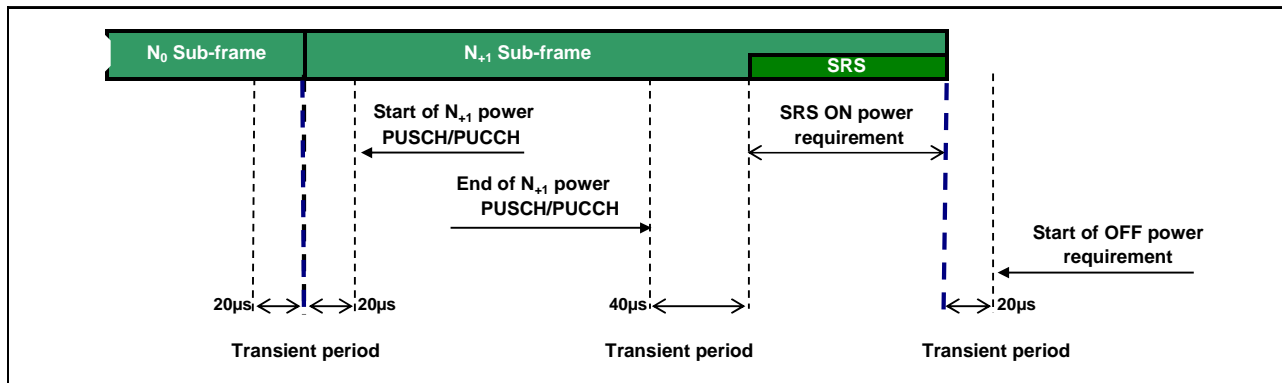 N₀ Sub-frame
N₊₁ Sub-frame
SRS
Start of N₊₁ power
PUSCH/PUCCH
SRS ON power
requirement
End of N₊₁ power
PUSCH/PUCCH
Start of OFF power
requirement
20µs
20µs
40µs
20µs
Transient period
Transient period
Transient period